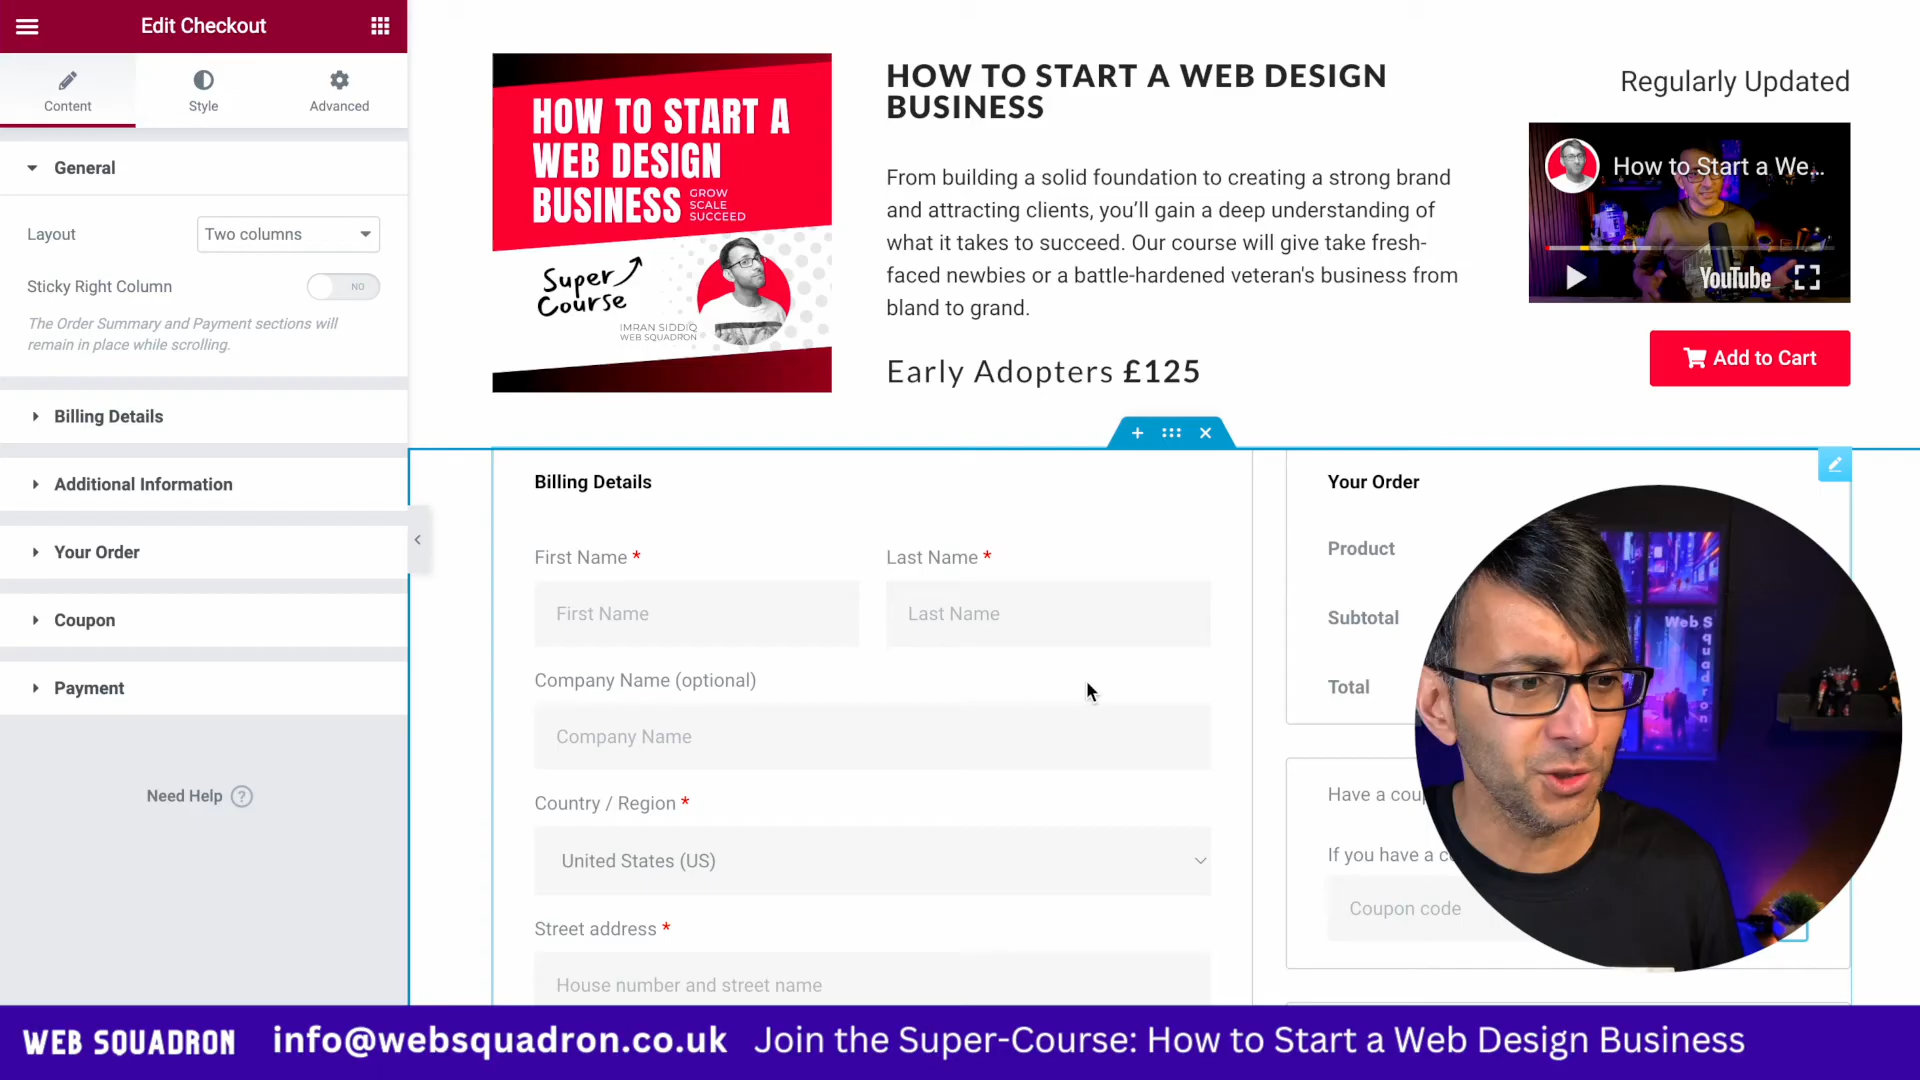 Edit Checkout
Content
Style
Advanced
General
Layout
Two columns
Sticky Right Column
NO
The Order Summary and Payment sections will
remain in place while scrolling.
Billing Details
Additional Information
Your Order
Coupon
Payment
Need Help ?
HOW TO START A
WEB DESIGN
BUSINESS
GROW
SCALE
SUCCEED
Super
Course
IMRAN SIDDIQ
WEB SQUADRON
HOW TO START A WEB DESIGN
BUSINESS
From building a solid foundation to creating a strong brand
and attracting clients, you’ll gain a deep understanding of
what it takes to succeed. Our course will give take fresh-
faced newbies or a battle-hardened veteran's business from
bland to grand.
Early Adopters £125
Regularly Updated
How to Start a We...
YouTube
Add to Cart
Billing Details
First Name *
Last Name *
First Name
Last Name
Company Name (optional)
Company Name
Country / Region *
United States (US)
Street address *
House number and street name
Your Order
Product
Subtotal
Total
Have a coup
If you have a co
Coupon code
Web S
q
u
a
d
r
o
n
WEB SQUADRON
info@websquadron.co.uk
Join the Super-Course: How to Start a Web Design Business